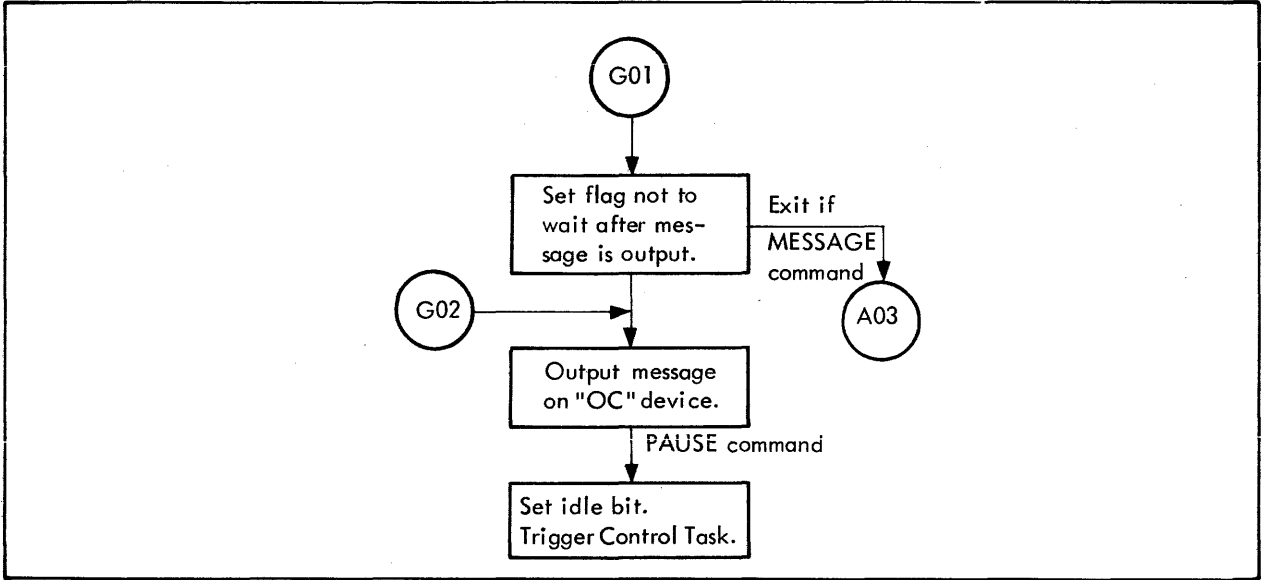 G01
Set flag not to
wait after mes-
sage is output.
Exit if
MESSAGE
command
G02
A03
Output message
on "OC" device.
PAUSE command
Set idle bit.
Trigger Control Task.